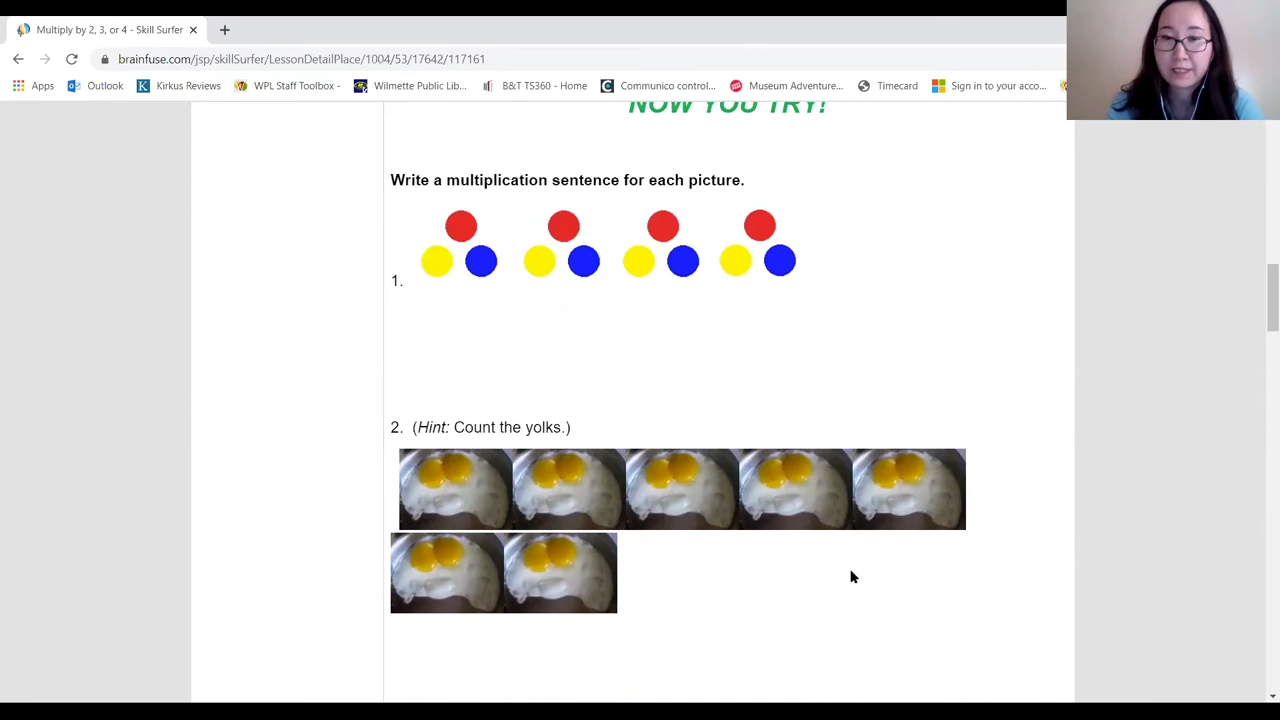 Multiply by 2, 3, or 4 - Skill Surfer
brainfuse.com/jsp/skillSurfer/LessonDetailPlace/1004/53/17642/117161
Apps Outlook Kirkus Reviews WPL Staff Toolbox - Wilmette Public Lib... B&T TS360 - Home Communico control... Museum Adventure... Timecard Sign in to your acco...
NOW YOU TRY!
Write a multiplication sentence for each picture.
1.
2. (Hint: Count the yolks.)